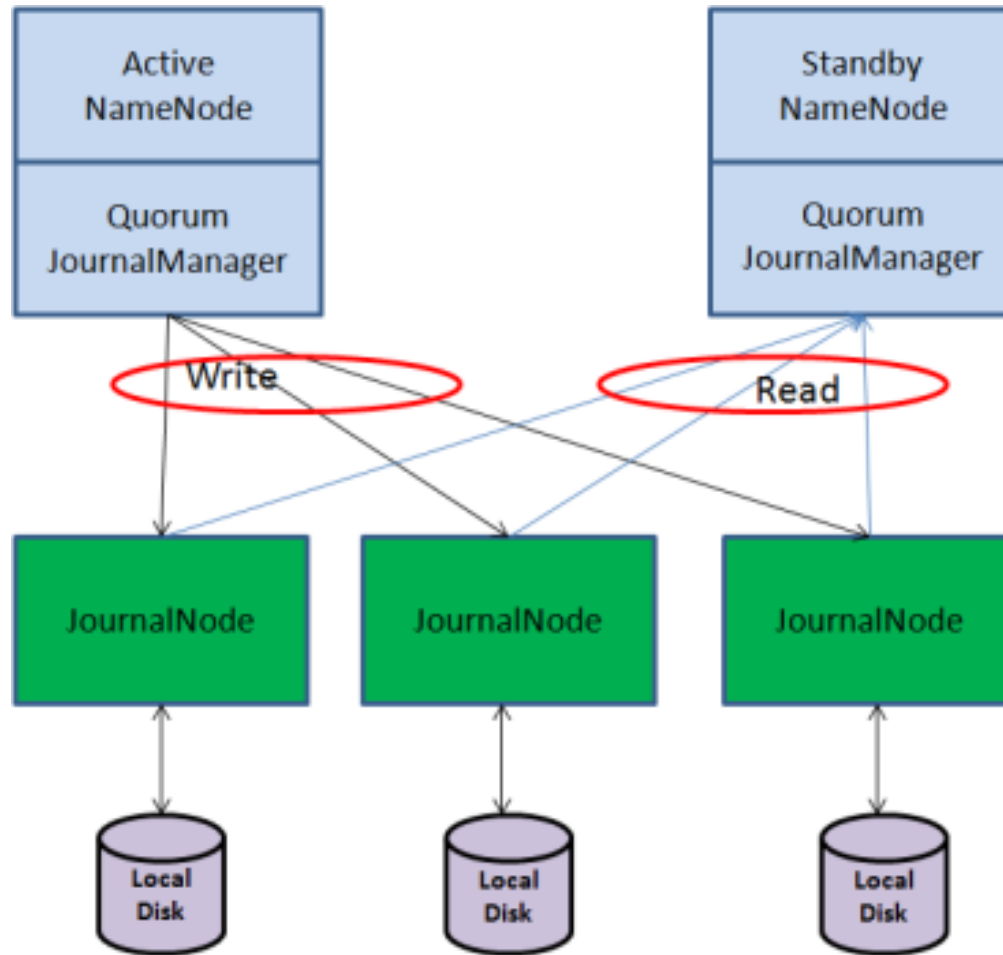 Active
NameNode
Standby
NameNode
Quorum
JournalManager
Quorum
JournalManager
Write
Read
JournalNode
JournalNode
JournalNode
Local
Disk
Local
Disk
Local
Disk